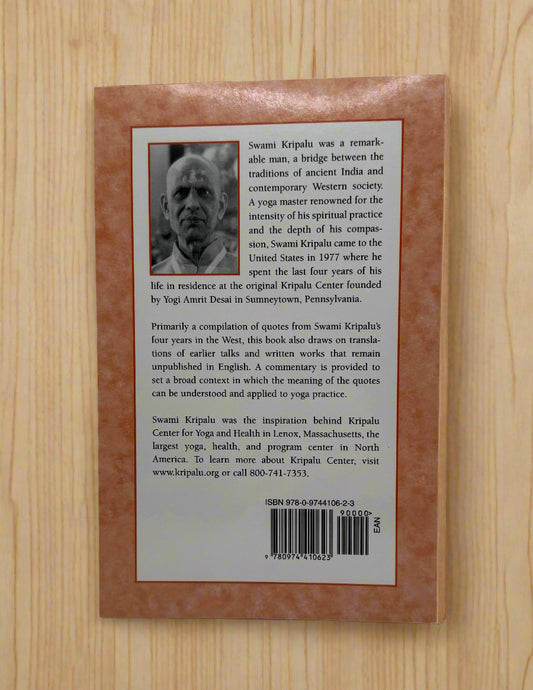 Swami Kripalu was a remark-
able man, a bridge between the
traditions of ancient India and
contemporary Western society.
A yoga master renowned for the
intensity of his spiritual practice
and the depth of his compas-
sion, Swami Kripalu came to the
United States in 1977 where he
spent the last four years of his
life in residence at the original Kripalu Center founded
by Yogi Amrit Desai in Sumneytown, Pennsylvania.
Primarily a compilation of quotes from Swami Kripalu's
four years in the West, this book also draws on transla-
tions of earlier talks and written works that remain
unpublished in English. A commentary is provided to
set a broad context in which the meaning of the quotes
can be understood and applied to yoga practice.
Swami Kripalu was the inspiration behind Kripalu
Center for Yoga and Health in Lenox, Massachusetts, the
largest yoga, health, and program center in North
America. To learn more about Kripalu Center, visit
www.kripalu.org or call 800-741-7353.
ISBN 978-0-9744106-2-3
90000>
EAN
9 780974 410623